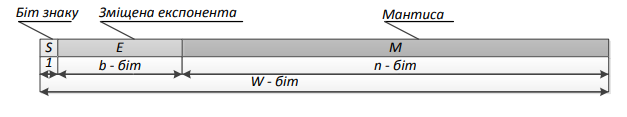 Біт знаку Зміщена експонента Мантиса
S E M
1 b - біт n - біт
W - біт